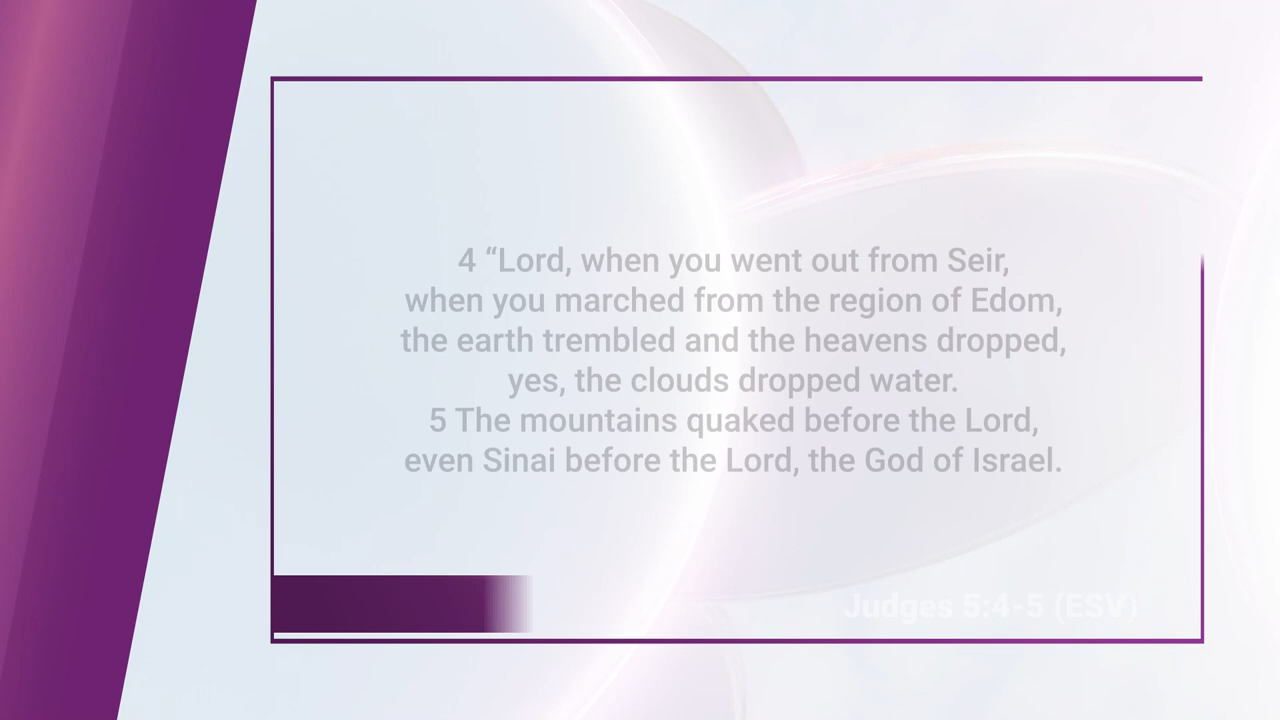 4 “Lord, when you went out from Seir,
when you marched from the region of Edom,
the earth trembled and the heavens dropped,
yes, the clouds dropped water.
5 The mountains quaked before the Lord,
even Sinai before the Lord, the God of Israel.
Judges 5:4-5 (ESV)